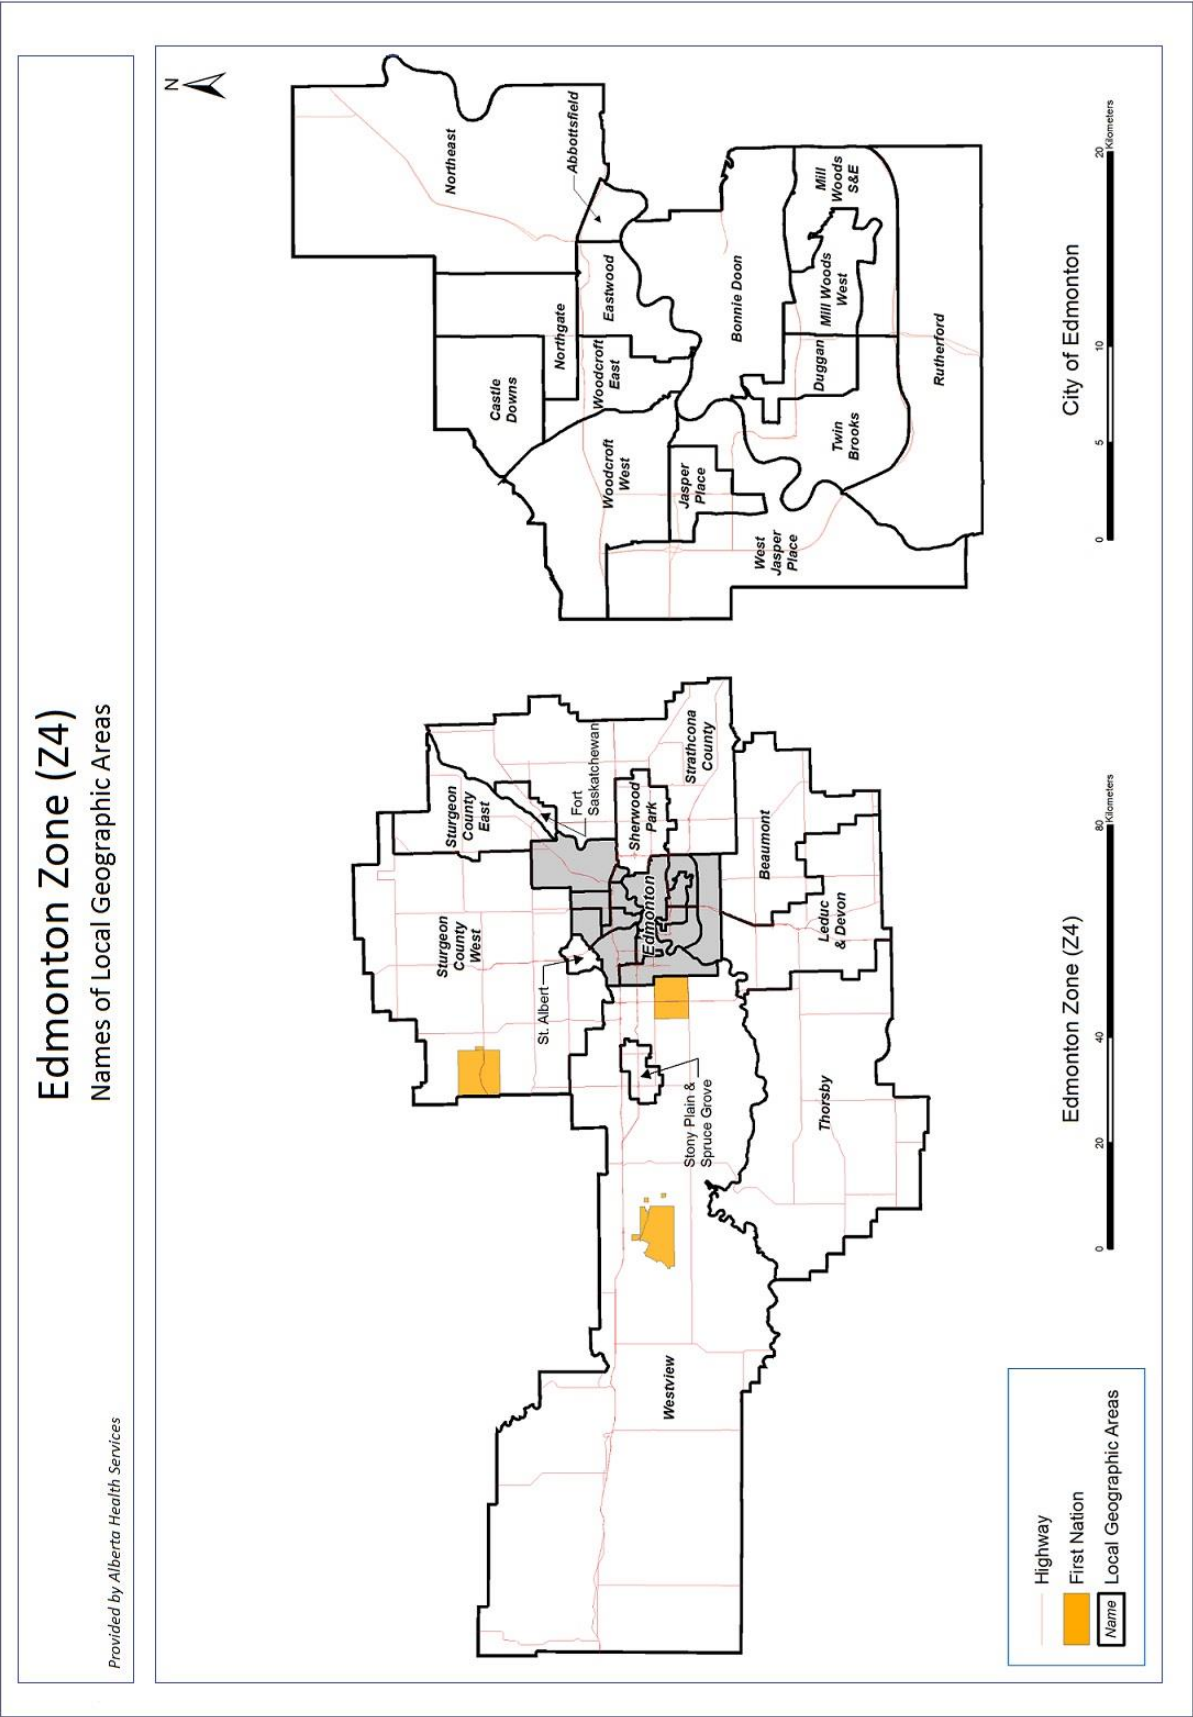 Edmonton Zone (Z4)
Names of Local Geographic Areas
Provided by Alberta Health Services
N
Sturgeon
County
West
Sturgeon
County
East
St. Albert
Fort
Saskatchewan
Sherwood
Park
Strathcona
County
Edmonton
Stony Plain &
Spruce Grove
Westview
Beaumont
Leduc
& Devon
Thorsby
Edmonton Zone (Z4)
0
20
40
80
Kilometers
Northeast
Abbottsfield
Castle
Downs
Northgate
Eastwood
Woodcroft
East
Woodcroft
West
Jasper
Place
West
Jasper
Place
Bonnie Doon
Mill
Woods
S&E
Mill Woods
West
Duggan
Twin
Brooks
Rutherford
City of Edmonton
0
5
10
20
Kilometers
Highway
First Nation
Name
Local Geographic Areas